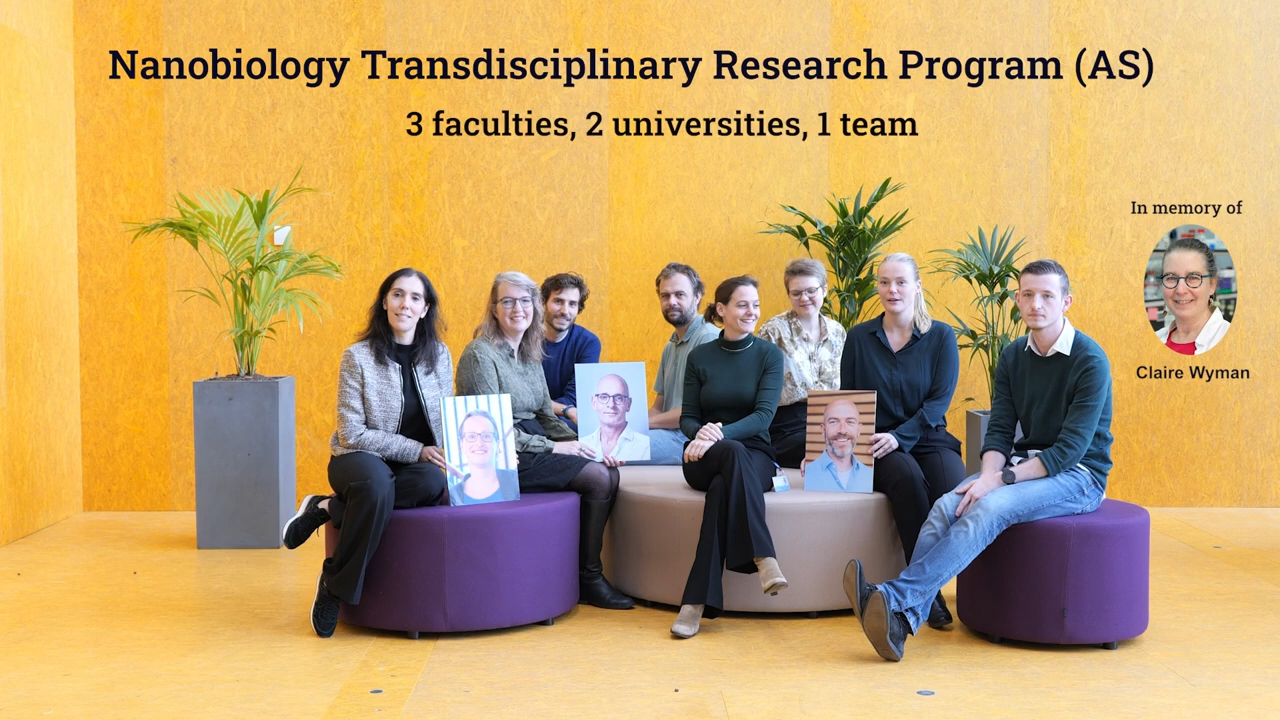 Nanobiology Transdisciplinary Research Program (AS)
3 faculties, 2 universities, 1 team
In memory of
Claire Wyman